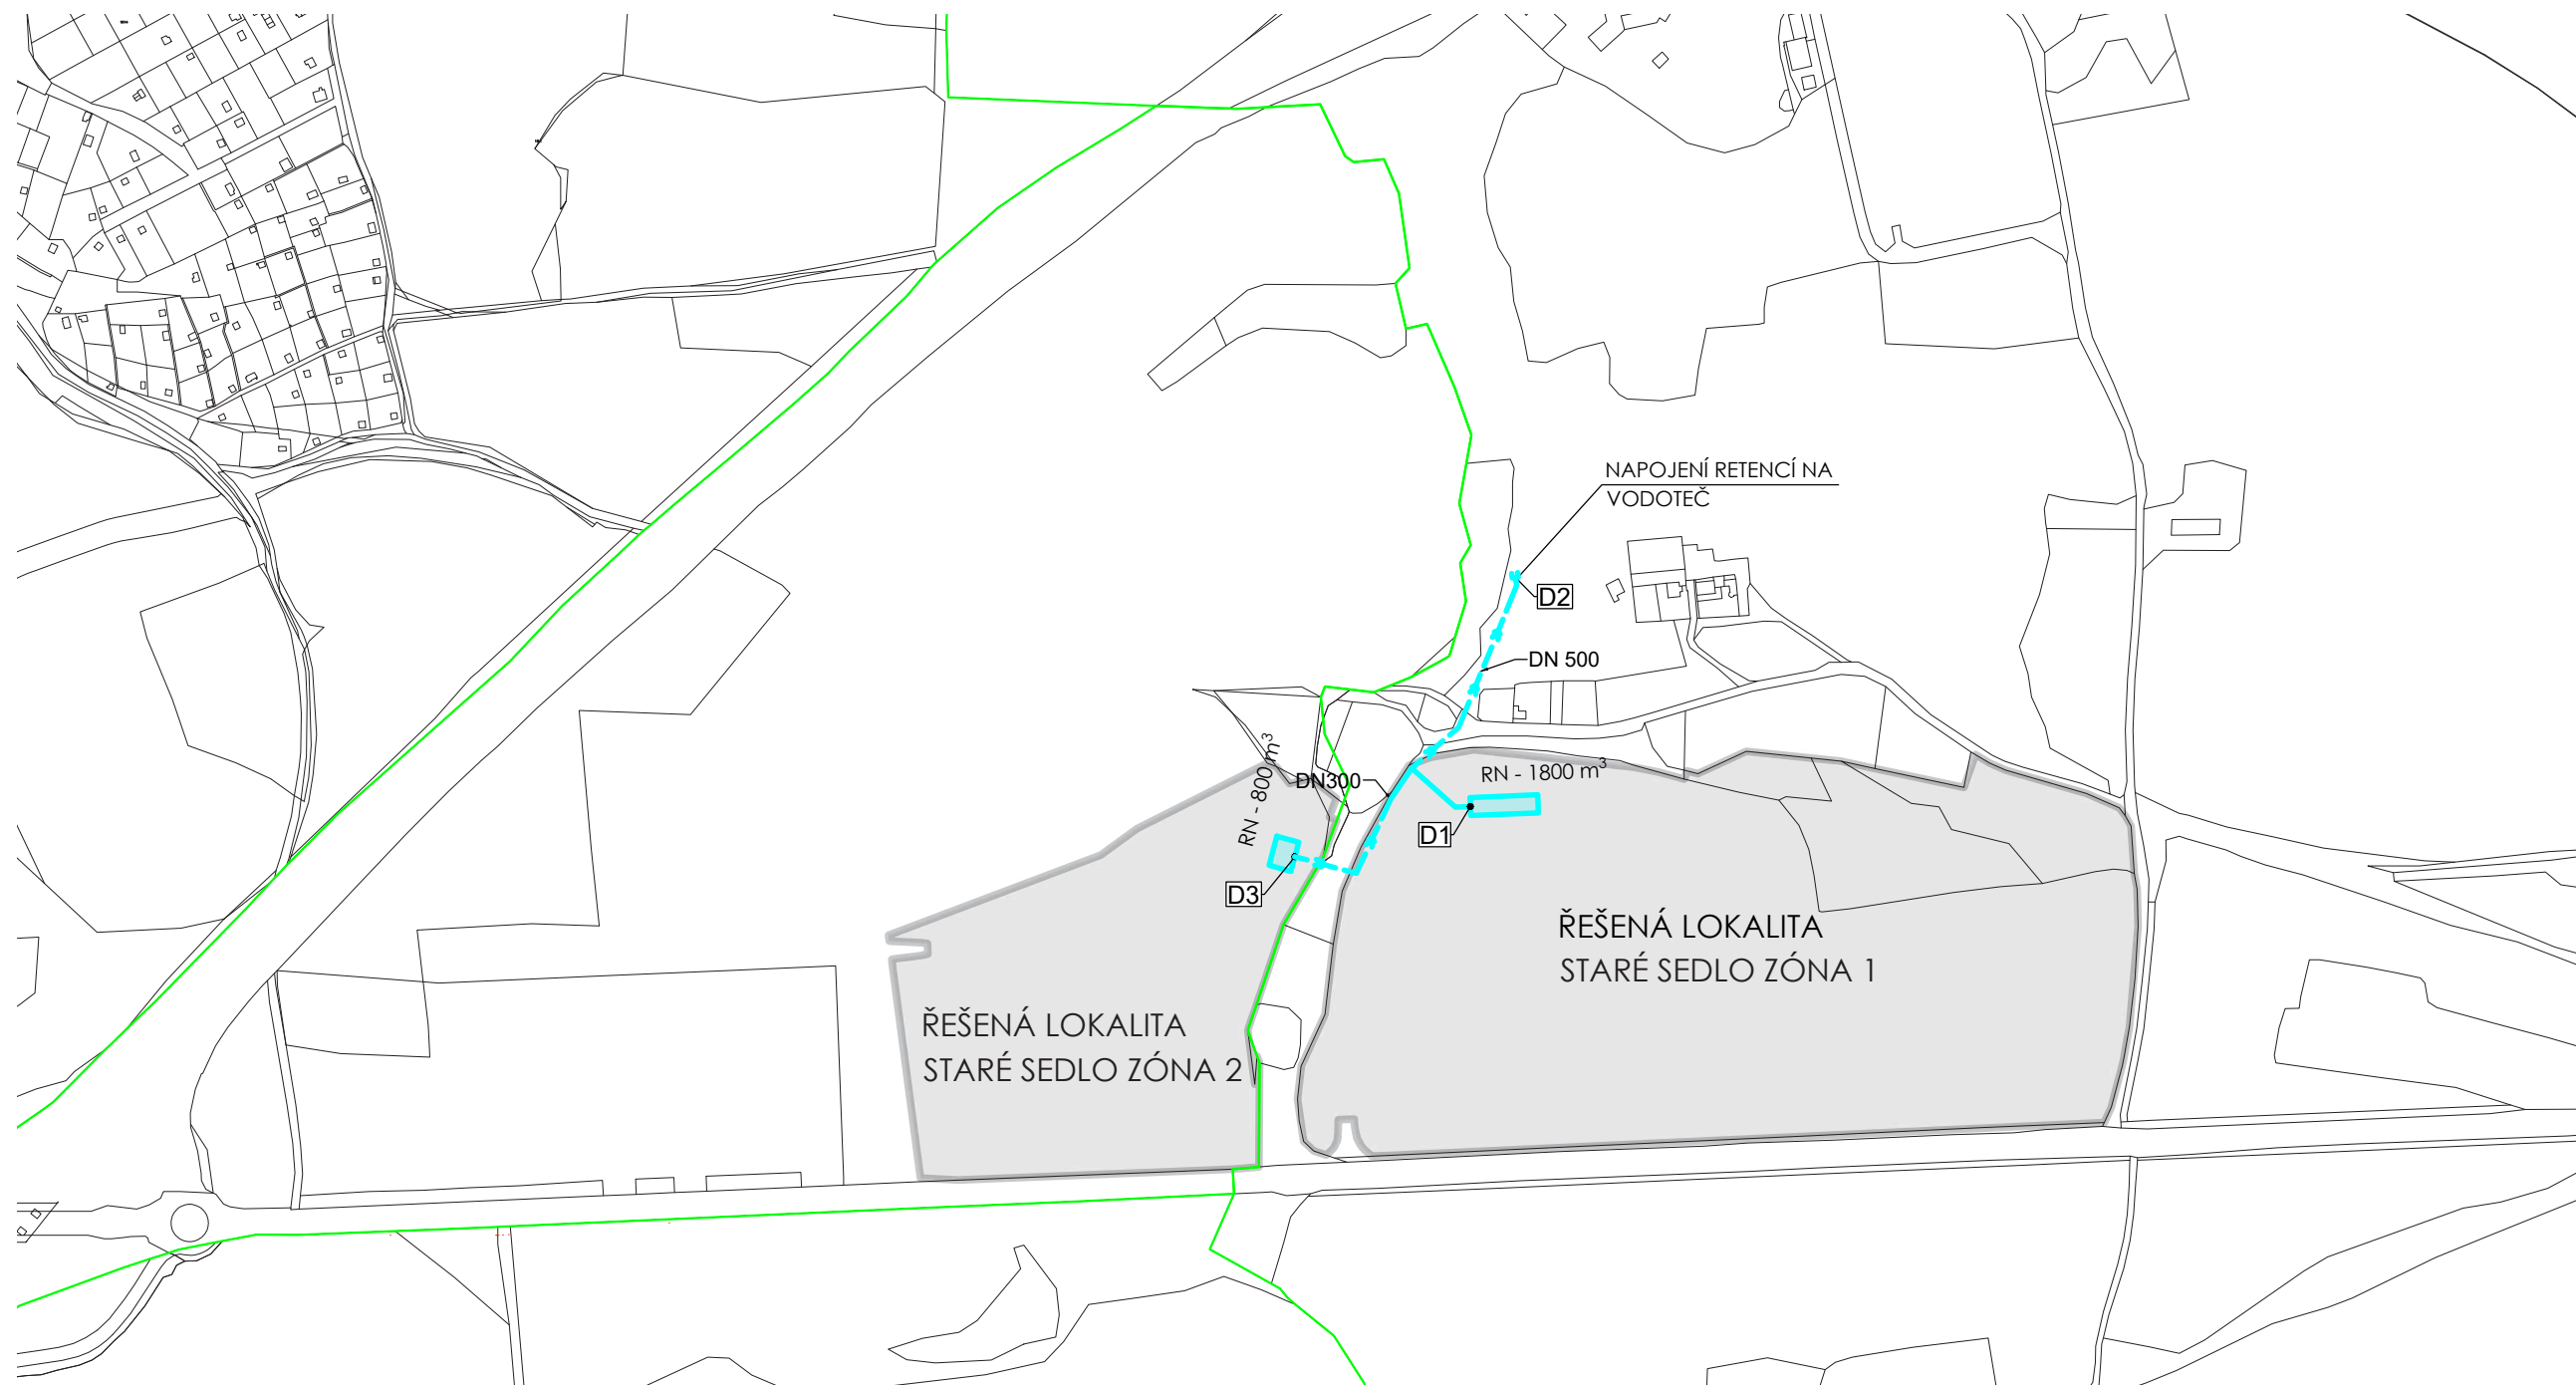 NAPOJENÍ RETENCÍ NA
VODOTEČ
D2
DN 500
RN - 800 m³
DN300
RN - 1800 m³
D1
D3
ŘEŠENÁ LOKALITA
STARÉ SEDLO ZÓNA 1
ŘEŠENÁ LOKALITA
STARÉ SEDLO ZÓNA 2